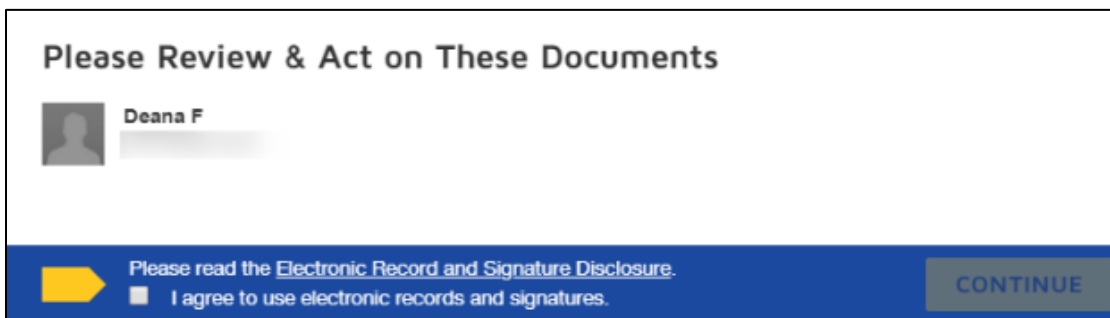 Please Review & Act on These Documents
Deana F
Please read the Electronic Record and Signature Disclosure.
I agree to use electronic records and signatures.
CONTINUE